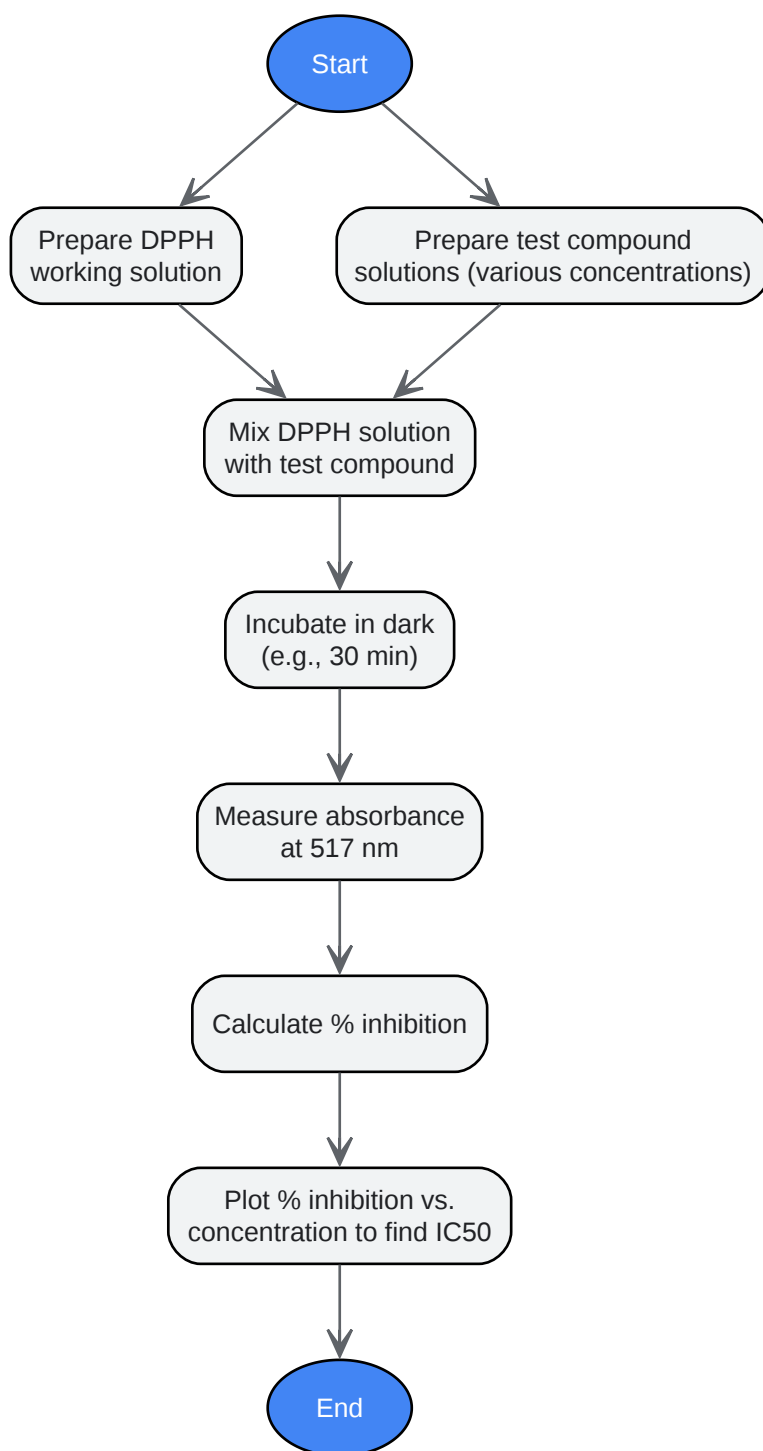 Start
Prepare DPPH
working solution
Prepare test compound
solutions (various concentrations)
Mix DPPH solution
with test compound
Incubate in dark
(e.g., 30 min)
Measure absorbance
at 517 nm
Calculate % inhibition
Plot % inhibition vs.
concentration to find IC50
End